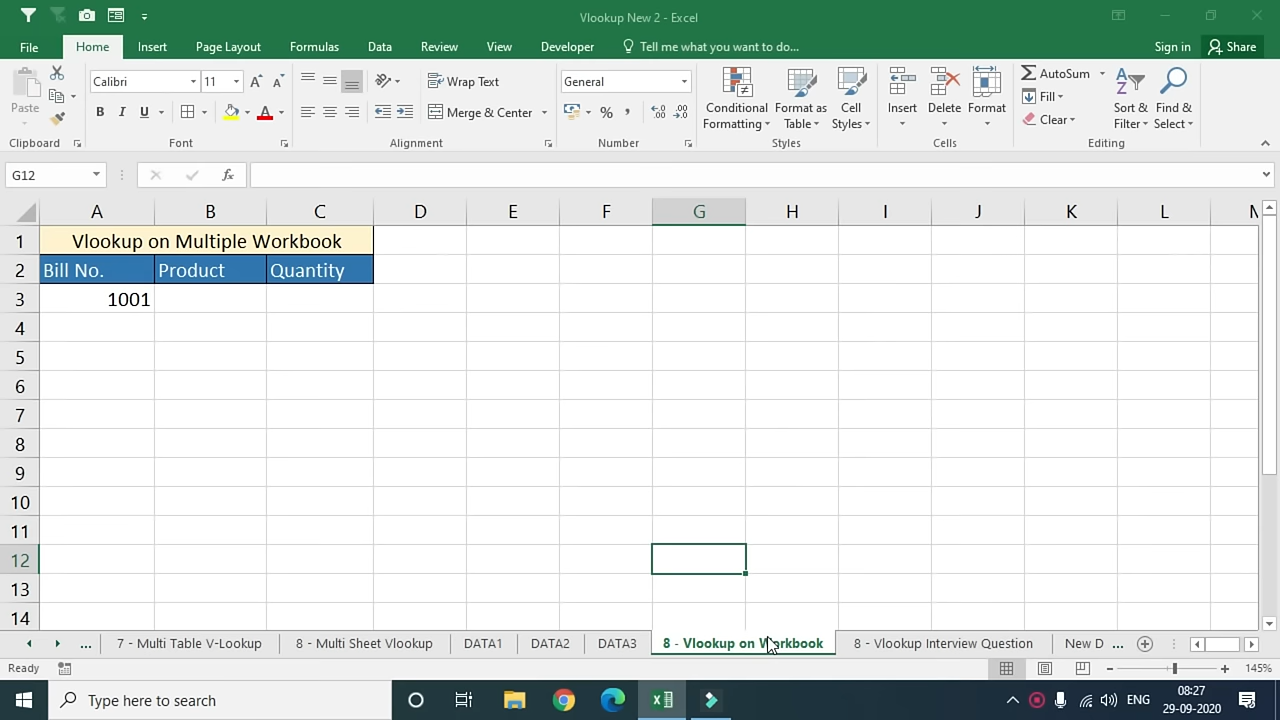 Vlookup New 2 - Excel
File Home Insert Page Layout Formulas Data Review View Developer Tell me what you want to do... Sign in Share
Paste
Clipboard
Calibri 11
B I U
Font
Wrap Text
Merge & Center
Alignment
General
% ,
Number
Conditional Formatting
Format as Table
Cell Styles
Styles
Insert Delete Format
Cells
AutoSum
Fill
Clear
Sort & Filter
Find & Select
Editing
G12 fx
A B C D E F G H I J K L M
1 Vlookup on Multiple Workbook
2 Bill No. Product Quantity
3 1001
4
5
6
7
8
9
10
11
12
13
14
... 7 - Multi Table V-Lookup 8 - Multi Sheet Vlookup DATA1 DATA2 DATA3 8 - Vlookup on Workbook 8 - Vlookup Interview Question New D ...
Ready 145%
Type here to search ENG 08:27
29-09-2020